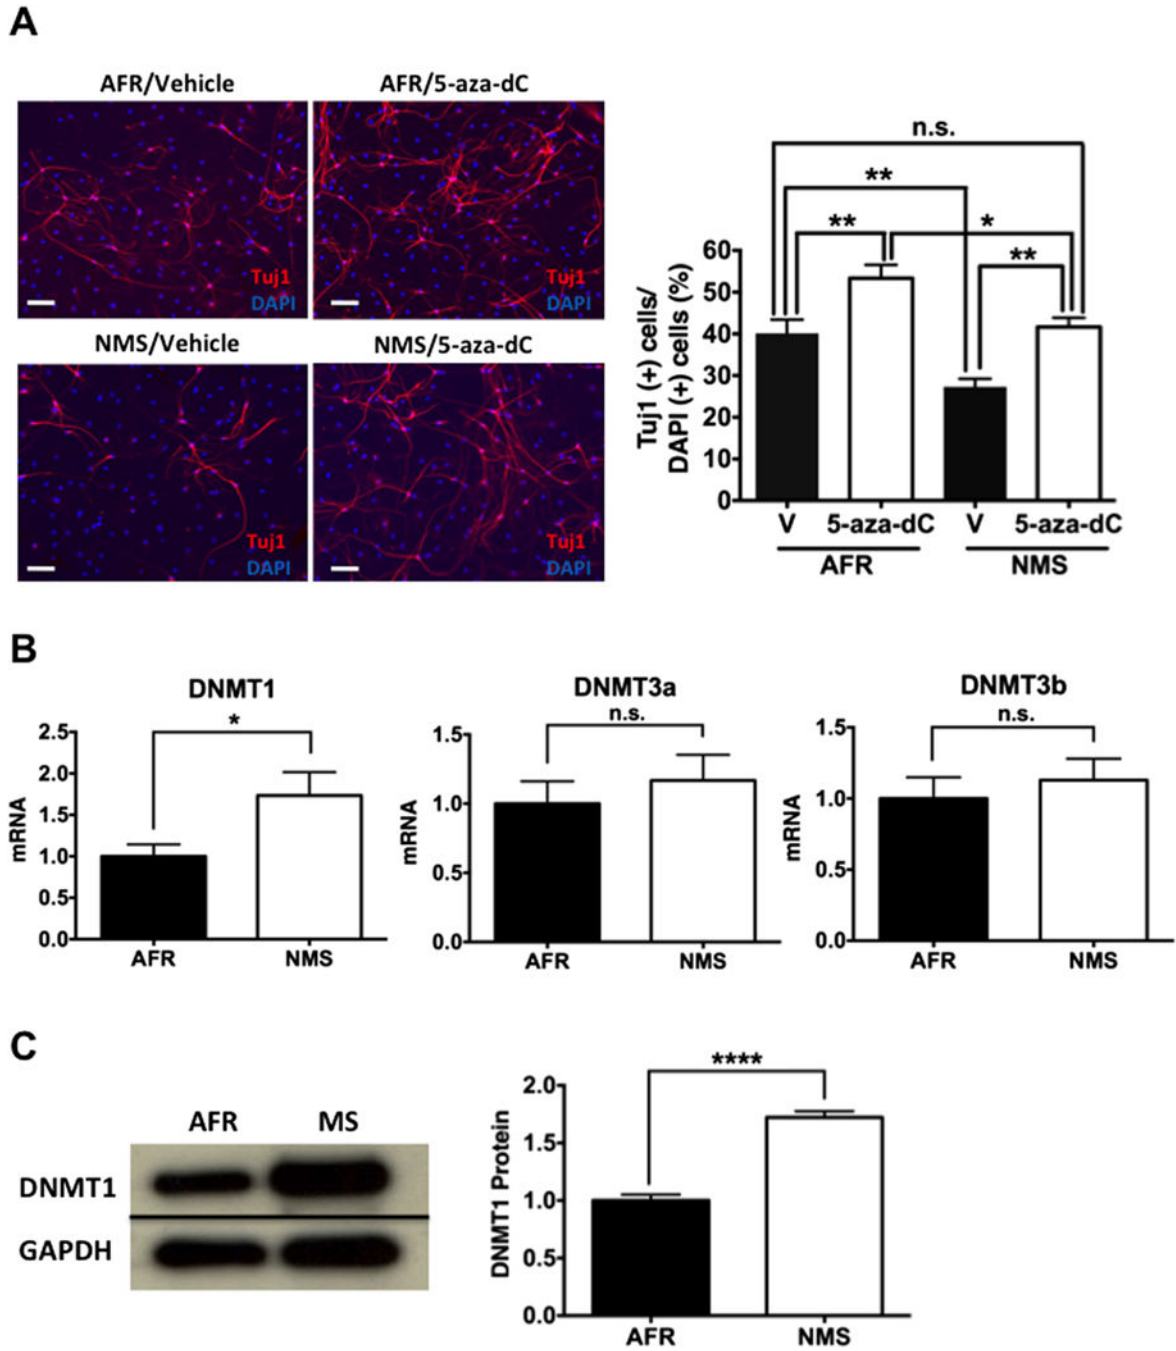 A
AFR/Vehicle
AFR/5-aza-dC
Tuj1
DAPI
Tuj1
DAPI
NMS/Vehicle
NMS/5-aza-dC
Tuj1
DAPI
Tuj1
DAPI
n.s.
**
**
*
**
Tuj1 (+) cells/
DAPI (+) cells (%)
60
50
40
30
20
10
0
V 5-aza-dC V 5-aza-dC
AFR NMS
B
DNMT1
*
mRNA
2.5
2.0
1.5
1.0
0.5
0.0
AFR NMS
DNMT3a
n.s.
mRNA
1.5
1.0
0.5
0.0
AFR NMS
DNMT3b
n.s.
mRNA
1.5
1.0
0.5
0.0
AFR NMS
C
AFR MS
DNMT1
GAPDH
****
DNMT1 Protein
2.0
1.5
1.0
0.5
0.0
AFR NMS